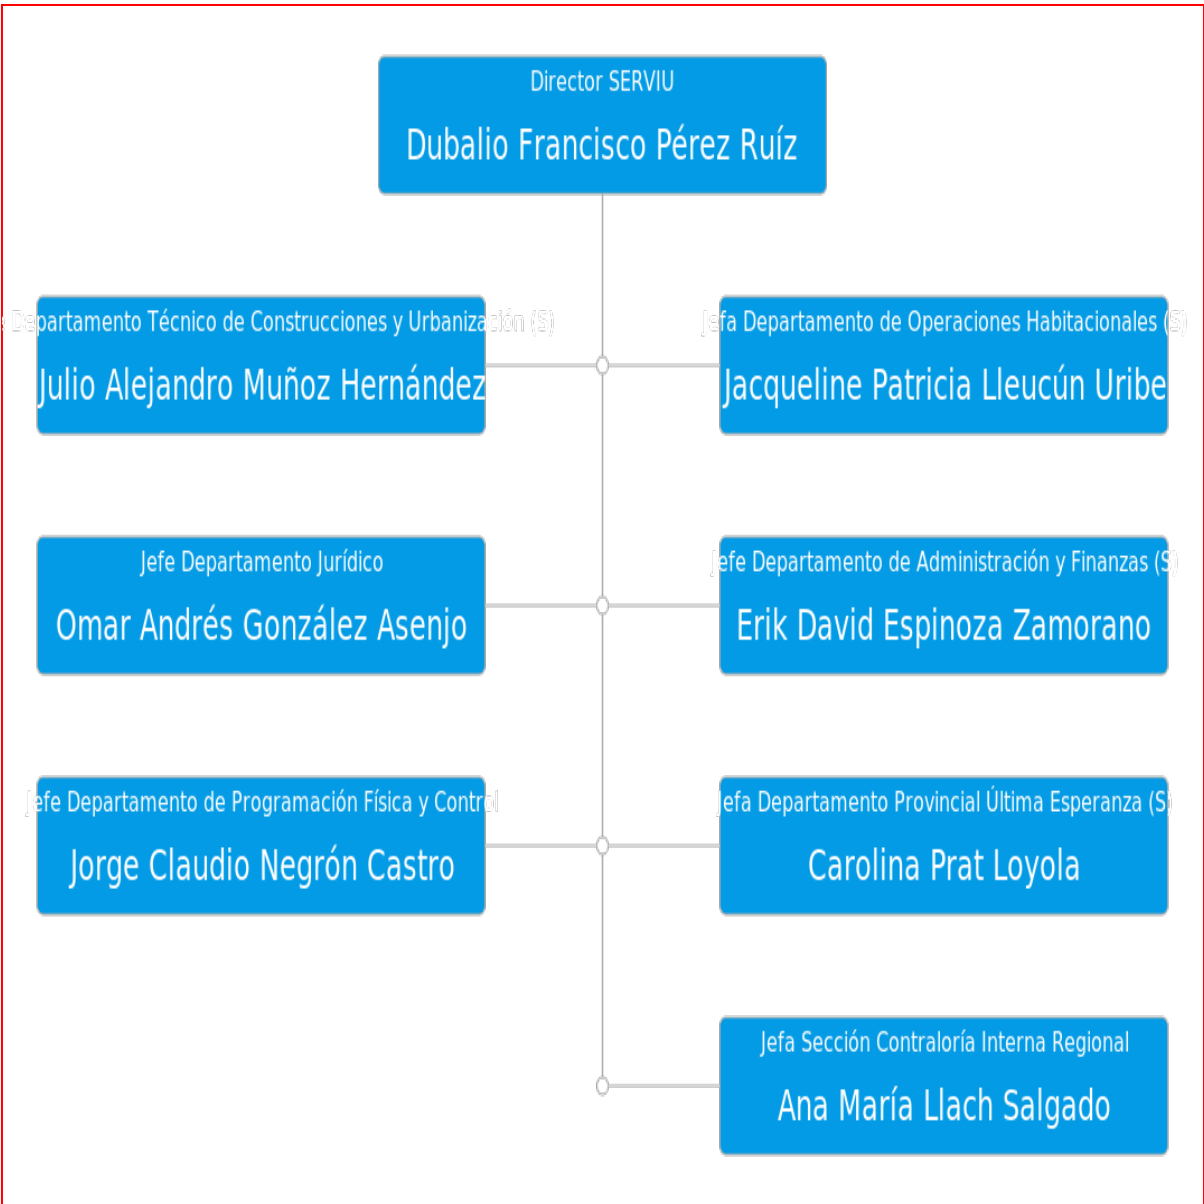 Director SERVIU
Dubalio Francisco Pérez Ruíz
Departamento Técnico de Construcciones y Urbanización (S)
Julio Alejandro Muñoz Hernández
Jefa Departamento de Operaciones Habitacionales (S)
Jacqueline Patricia Lleucún Uribe
Jefe Departamento Jurídico
Omar Andrés González Asenjo
Jefe Departamento de Administración y Finanzas (S)
Erik David Espinoza Zamorano
Jefe Departamento de Programación Física y Control
Jorge Claudio Negrón Castro
Jefa Departamento Provincial Última Esperanza (S)
Carolina Prat Loyola
Jefa Sección Contraloría Interna Regional
Ana María Llach Salgado